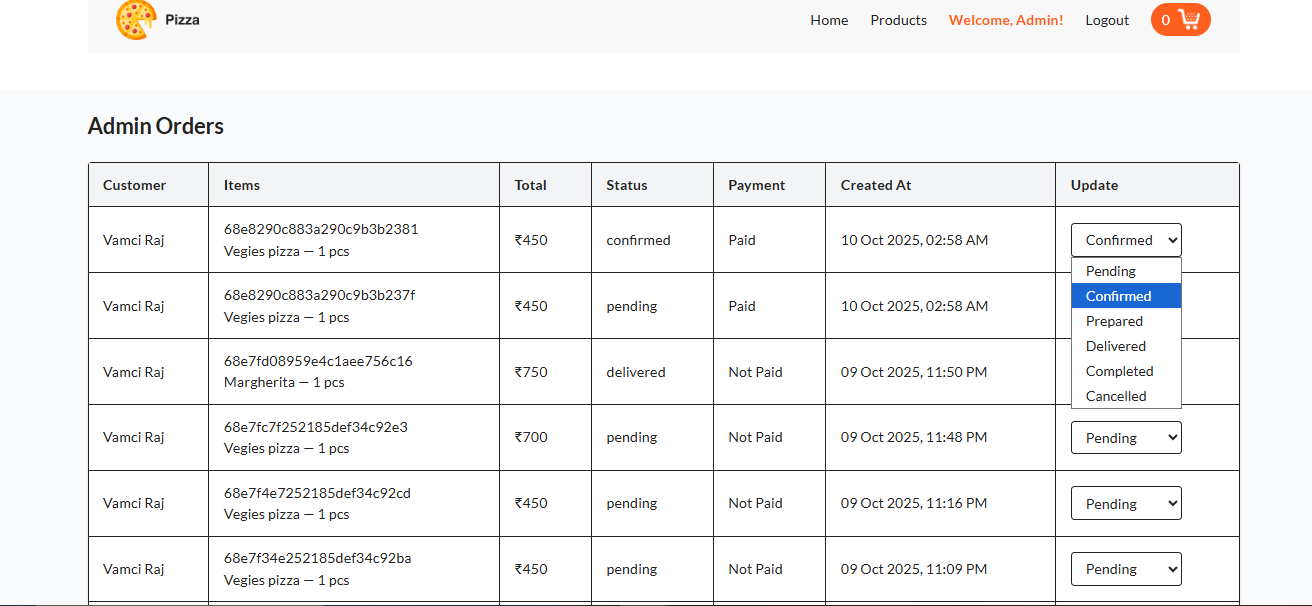 Pizza
Home Products Welcome, Admin! Logout 0
Admin Orders
Customer Items Total Status Payment Created At Update
68e8290c883a290c9b3b2381
Vamci Raj ₹450 confirmed Paid 10 Oct 2025, 02:58 AM Confirmed
Vegies pizza — 1 pcs
Pending
Confirmed
Prepared
Delivered
Completed
Cancelled
68e8290c883a290c9b3b237f
Vamci Raj ₹450 pending Paid 10 Oct 2025, 02:58 AM
Vegies pizza — 1 pcs
68e7fd08959e4c1aee756c16
Vamci Raj ₹750 delivered Not Paid 09 Oct 2025, 11:50 PM
Margherita — 1 pcs
68e7fc7f252185def34c92e3
Vamci Raj ₹700 pending Not Paid 09 Oct 2025, 11:48 PM Pending
Vegies pizza — 1 pcs
68e7f4e7252185def34c92cd
Vamci Raj ₹450 pending Not Paid 09 Oct 2025, 11:16 PM Pending
Vegies pizza — 1 pcs
68e7f34e252185def34c92ba
Vamci Raj ₹450 pending Not Paid 09 Oct 2025, 11:09 PM Pending
Vegies pizza — 1 pcs